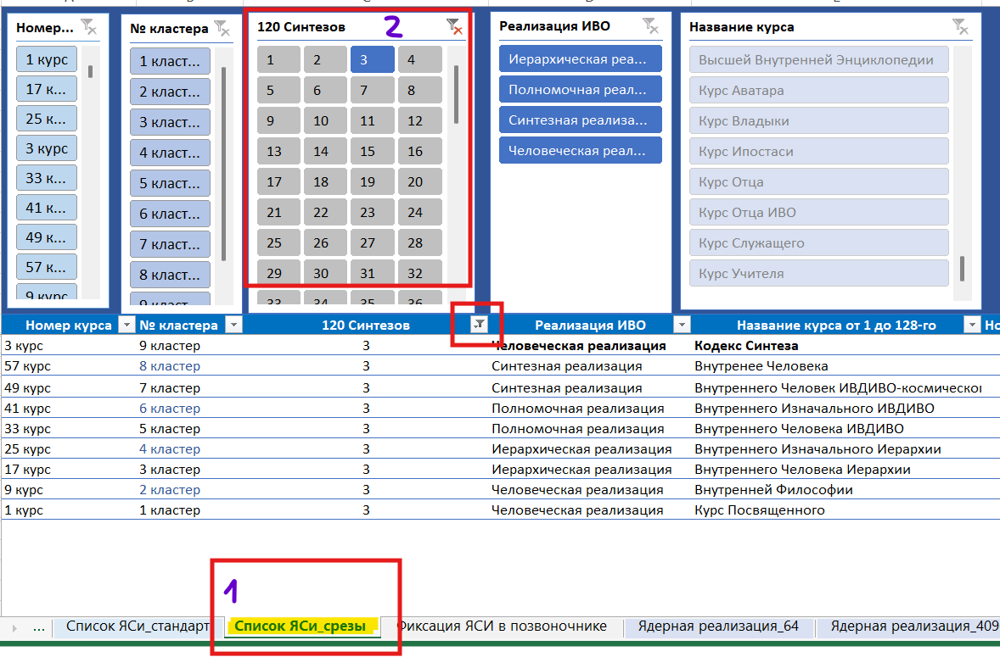 Номер...
1 курс
17 к...
25 к...
3 курс
33 к...
41 к...
49 к...
57 к...
9 курс
№ кластера
1 класт...
2 класт...
3 класт...
4 класт...
5 класт...
6 класт...
7 класт...
8 класт...
9 класт...
120 Синтезов
2
1 2 3 4
5 6 7 8
9 10 11 12
13 14 15 16
17 18 19 20
21 22 23 24
25 26 27 28
29 30 31 32
33 34 35 36
Реализация ИВО
Иерархическая реа...
Полномочная реал...
Синтезная реализа...
Человеческая реал...
Название курса
Высшей Внутренней Энциклопедии
Курс Аватара
Курс Владыки
Курс Ипостаси
Курс Отца
Курс Отца ИВО
Курс Служащего
Курс Учителя
Номер курса № кластера 120 Синтезов Реализация ИВО Название курса от 1 до 128-го Но
3 курс 9 кластер 3 Человеческая реализация Кодекс Синтеза
57 курс 8 кластер 3 Синтезная реализация Внутренее Человека
49 курс 7 кластер 3 Синтезная реализация Внутреннего Человек ИВДИВО-космическог
41 курс 6 кластер 3 Полномочная реализация Внутреннего Изначального ИВДИВО
33 курс 5 кластер 3 Полномочная реализация Внутреннего Человека ИВДИВО
25 курс 4 кластер 3 Иерархическая реализация Внутреннего Изначального Иерархии
17 курс 3 кластер 3 Иерархическая реализация Внутреннего Человека Иерархии
9 курс 2 кластер 3 Человеческая реализация Внутренней Философии
1 курс 1 кластер 3 Человеческая реализация Курс Посвященного
1
... Список ЯСи_стандарт Список ЯСи_срезы Фиксация ЯСИ в позвоночнике Ядерная реализация_64 Ядерная реализация_409